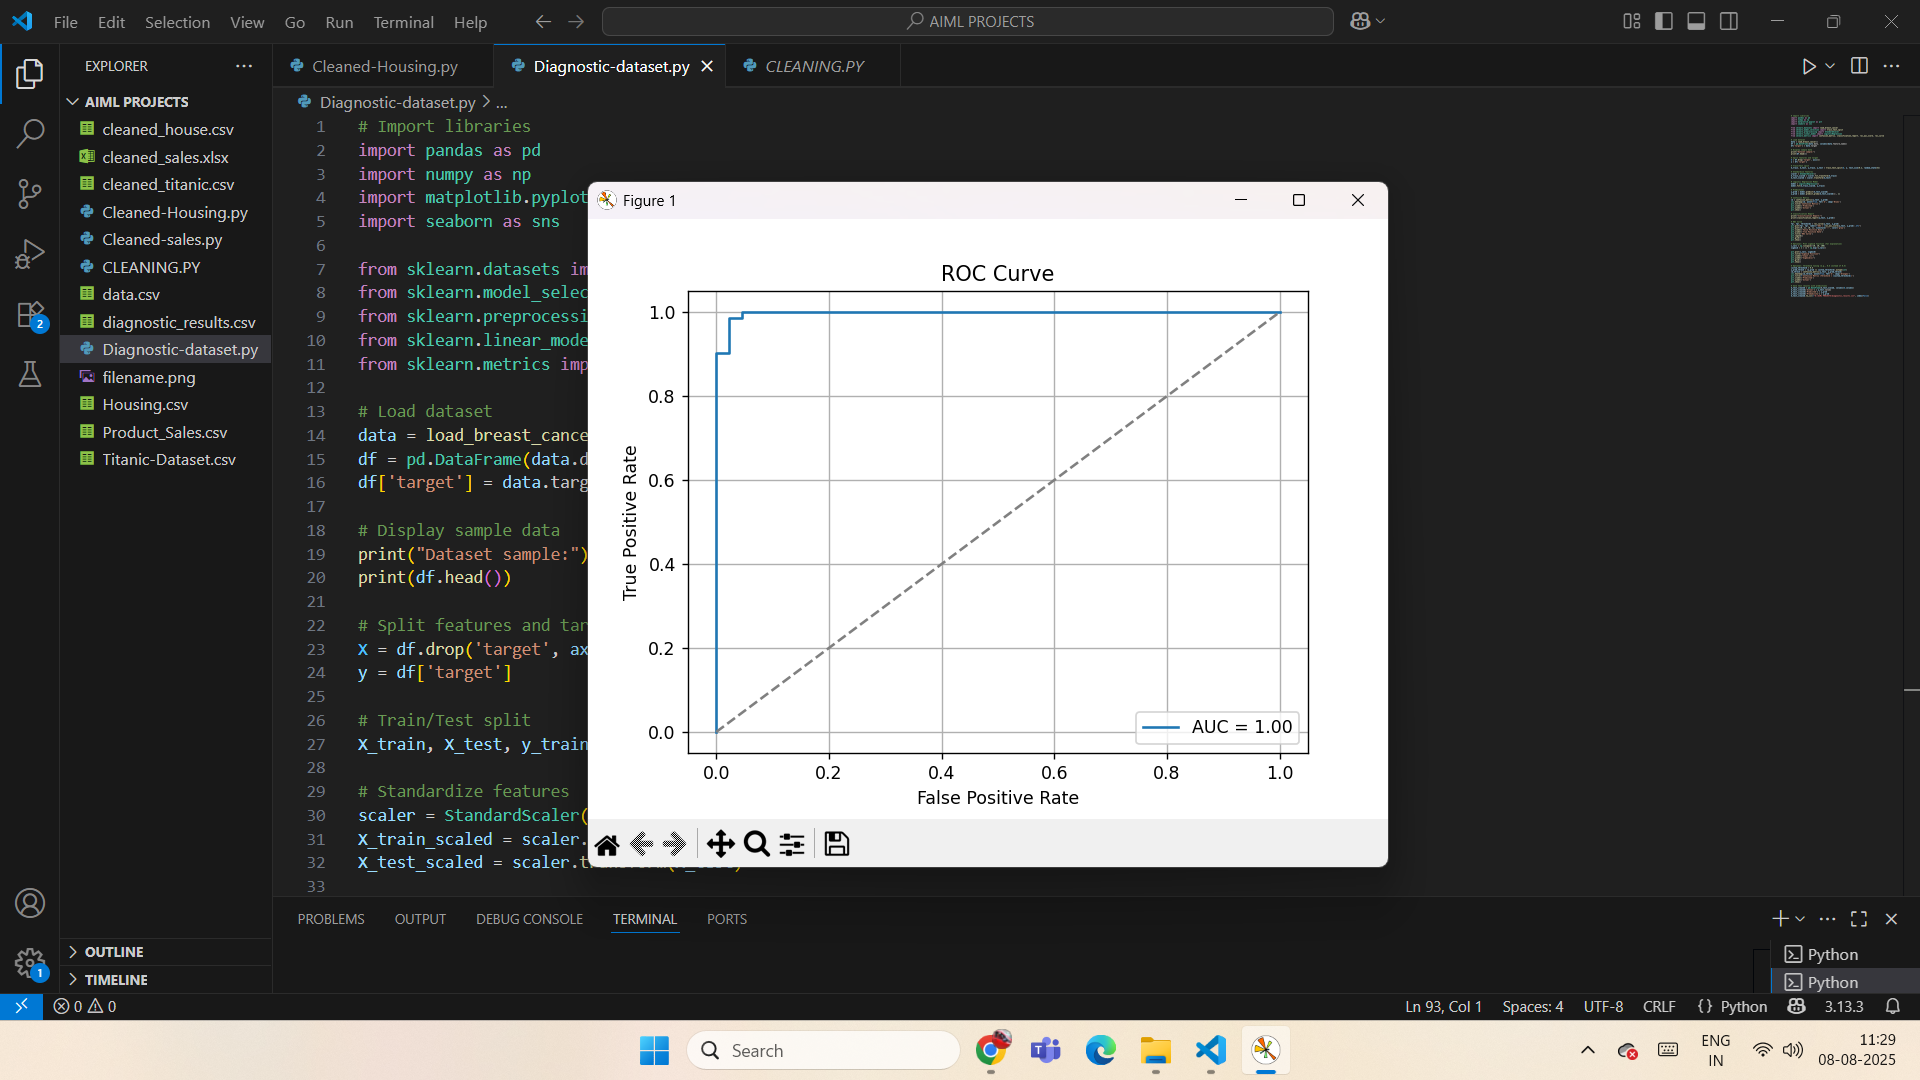 File Edit Selection View Go Run Terminal Help
AIML PROJECTS
EXPLORER
Cleaned-Housing.py
Diagnostic-dataset.py
CLEANING.PY
AIML PROJECTS
cleaned_house.csv
cleaned_sales.xlsx
cleaned_titanic.csv
Cleaned-Housing.py
Cleaned-sales.py
CLEANING.PY
data.csv
diagnostic_results.csv
Diagnostic-dataset.py
filename.png
Housing.csv
Product_Sales.csv
Titanic-Dataset.csv
OUTLINE
TIMELINE
2
1
Diagnostic-dataset.py > ...
1 # Import libraries
2 import pandas as pd
3 import numpy as np
4 import matplotlib.pyplot
5 import seaborn as sns
6
7 from sklearn.datasets im
8 from sklearn.model_selec
9 from sklearn.preprocessi
10 from sklearn.linear_mode
11 from sklearn.metrics imp
12
13 # Load dataset
14 data = load_breast_cance
15 df = pd.DataFrame(data.d
16 df['target'] = data.targ
17
18 # Display sample data
19 print("Dataset sample:")
20 print(df.head())
21
22 # Split features and tar
23 X = df.drop('target', ax
24 y = df['target']
25
26 # Train/Test split
27 X_train, X_test, y_train
28
29 # Standardize features
30 scaler = StandardScaler(
31 X_train_scaled = scaler.
32 X_test_scaled = scaler.t
33
Figure 1
ROC Curve
True Positive Rate
1.0
0.8
0.6
0.4
0.2
0.0
AUC = 1.00
0.0 0.2 0.4 0.6 0.8 1.0
False Positive Rate
PROBLEMS OUTPUT DEBUG CONSOLE TERMINAL PORTS
Python
Python
0 0
Ln 93, Col 1 Spaces: 4 UTF-8 CRLF {} Python 3.13.3
Search
ENG
IN
11:29
08-08-2025